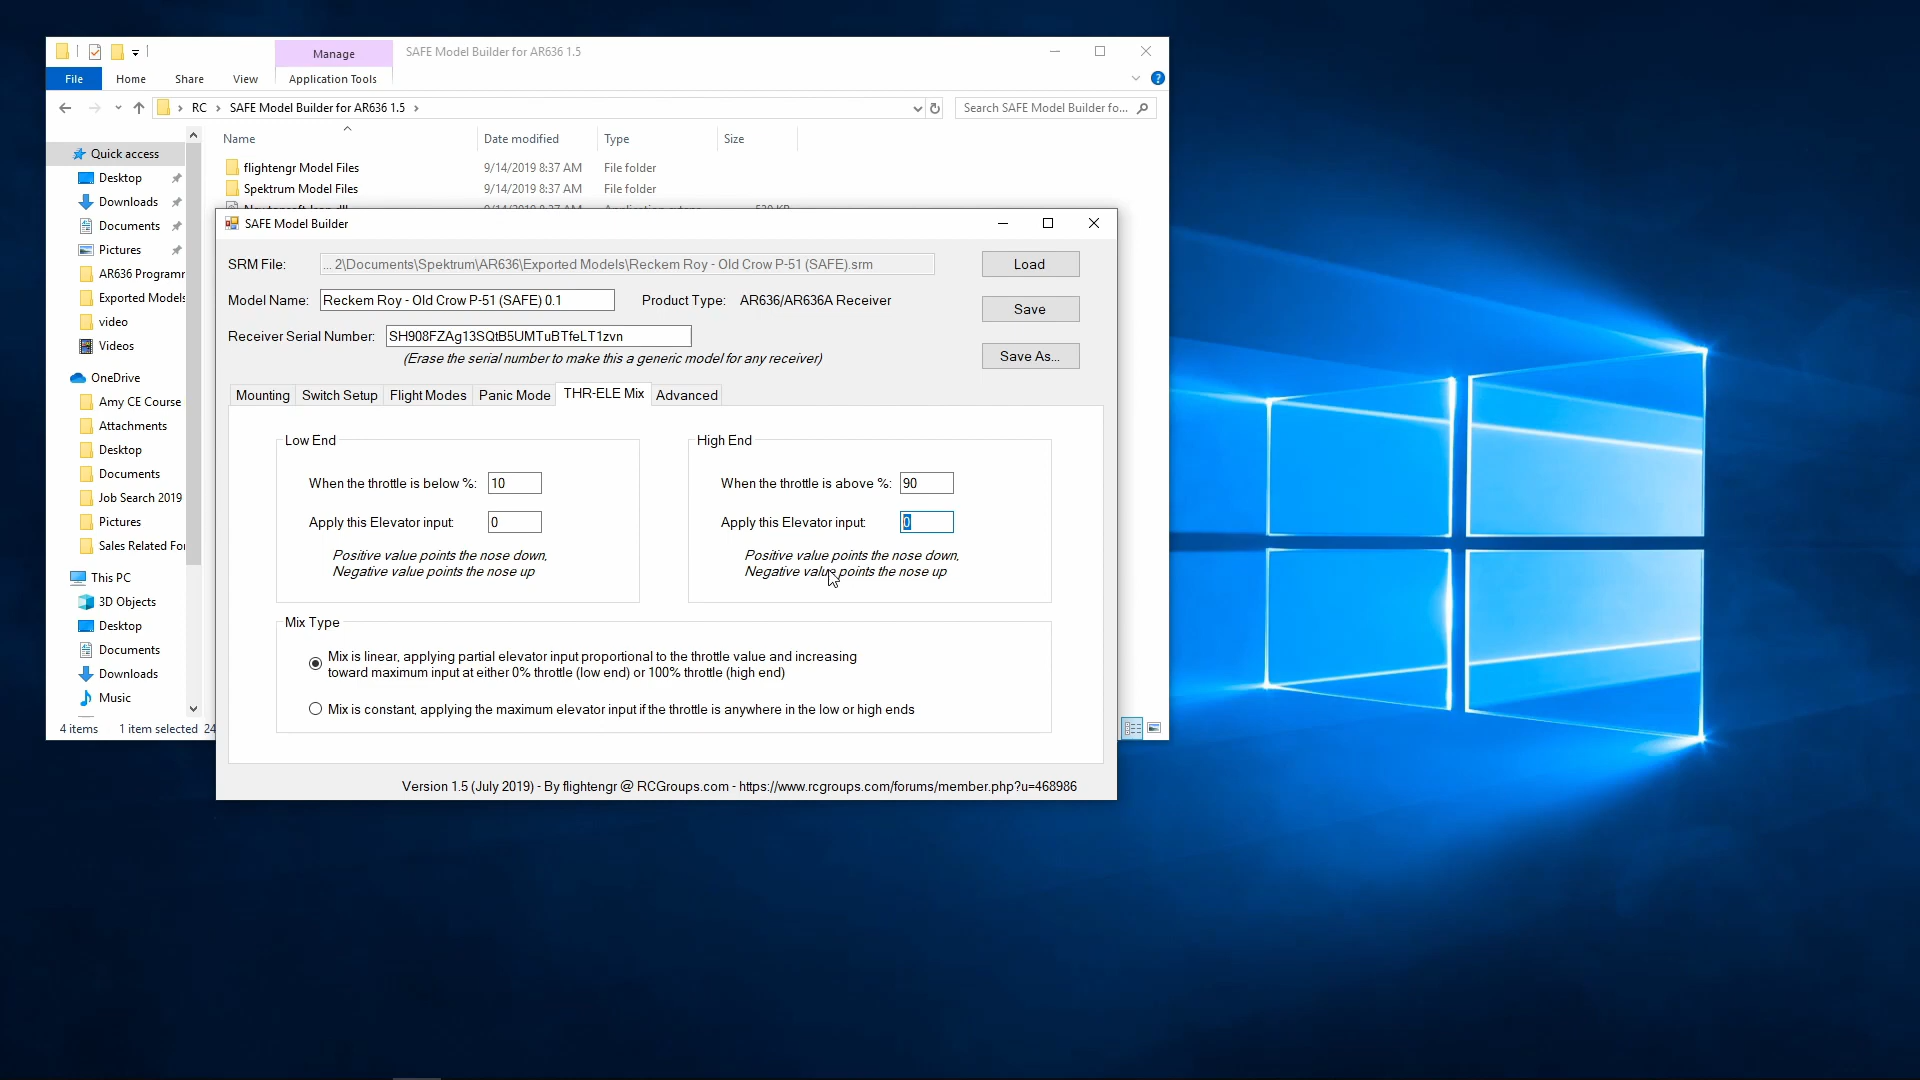 Manage
SAFE Model Builder for AR636 1.5
File
Home
Share
View
Application Tools
RC
SAFE Model Builder for AR636 1.5
Search SAFE Model Builder fo...
Name
Date modified
Type
Size
Quick access
flightengr Model Files
9/14/2019 8:37 AM
File folder
Desktop
Spektrum Model Files
9/14/2019 8:37 AM
File folder
Downloads
Documents
Pictures
AR636 Programr
Exported Models
video
Videos
OneDrive
Amy CE Course
Attachments
Desktop
Documents
Job Search 2019
Pictures
Sales Related For
This PC
3D Objects
Desktop
Documents
Downloads
Music
4 items
1 item selected
24
SAFE Model Builder
SRM File:
... 2\Documents\Spektrum\AR636\Exported Models\Reckem Roy - Old Crow P-51 (SAFE).srm
Load
Model Name:
Reckem Roy - Old Crow P-51 (SAFE) 0.1
Product Type:
AR636/AR636A Receiver
Save
Receiver Serial Number:
SH908FZAg13SQtB5UMTuBTfeLT1zvn
(Erase the serial number to make this a generic model for any receiver)
Save As...
Mounting
Switch Setup
Flight Modes
Panic Mode
THR-ELE Mix
Advanced
Low End
When the throttle is below %:
10
Apply this Elevator input:
0
Positive value points the nose down,
Negative value points the nose up
High End
When the throttle is above %:
90
Apply this Elevator input:
0
Positive value points the nose down,
Negative value points the nose up
Mix Type
Mix is linear, applying partial elevator input proportional to the throttle value and increasing
toward maximum input at either 0% throttle (low end) or 100% throttle (high end)
Mix is constant, applying the maximum elevator input if the throttle is anywhere in the low or high ends
Version 1.5 (July 2019) - By flightengr @ RCGroups.com - https://www.rcgroups.com/forums/member.php?u=468986